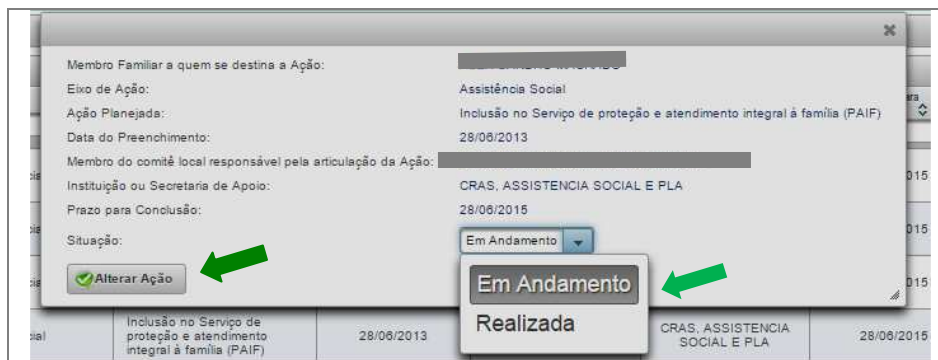 Membro Familiar a quem se destina a Ação:
Eixo de Ação: Assistência Social
Ação Planejada: Inclusão no Serviço de proteção e atendimento integral à família (PAIF)
Data do Preenchimento: 28/06/2013
Membro do comitê local responsável pela articulação da Ação:
Instituição ou Secretaria de Apoio: CRAS, ASSISTENCIA SOCIAL E PLA
Prazo para Conclusão: 28/06/2015
Situação: Em Andamento
Alterar Ação
Em Andamento
Realizada
Inclusão no Serviço de
proteção e atendimento
integral à família (PAIF)
28/06/2013
CRAS, ASSISTENCIA
SOCIAL E PLA
28/06/2015